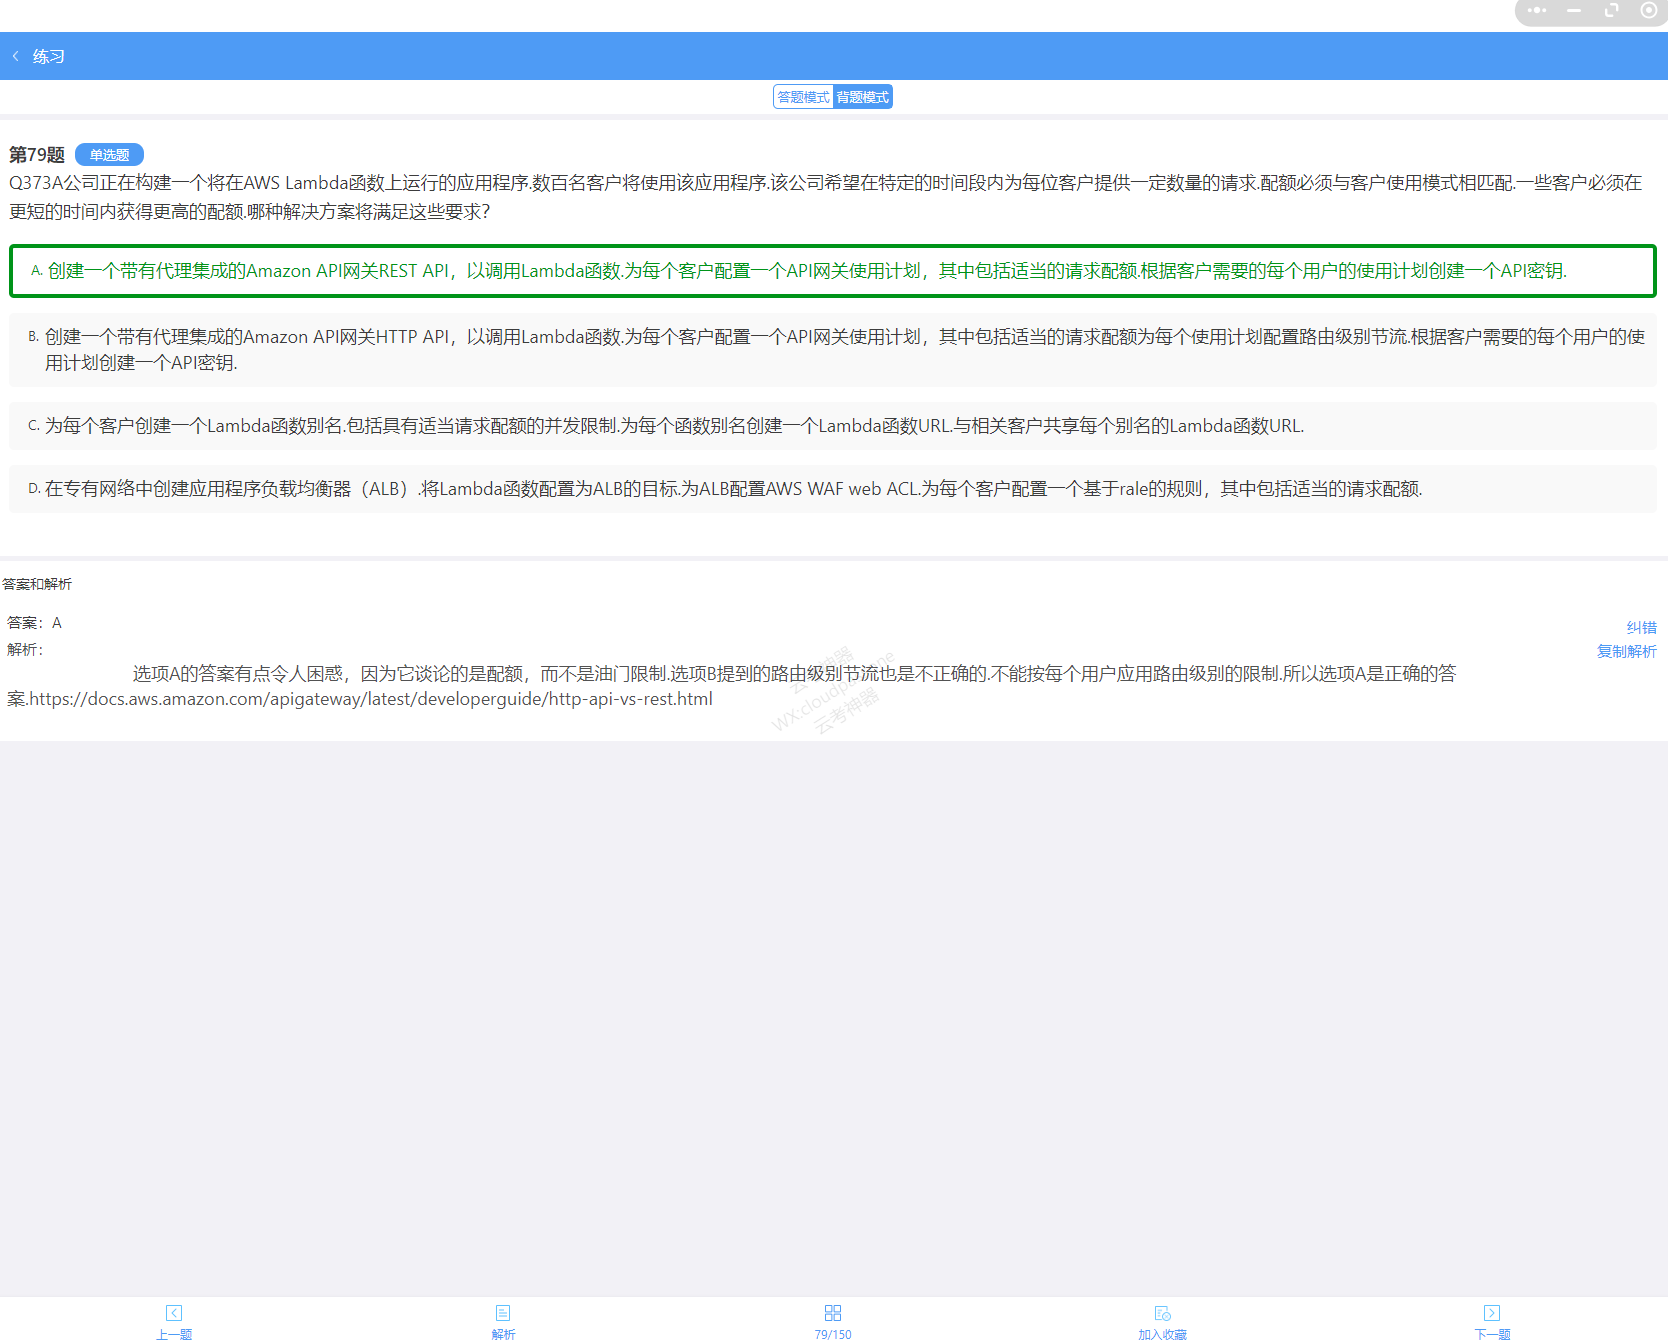 练习
答题模式 背题模式
第79题 单选题
Q373A公司正在构建一个将在AWS Lambda函数上运行的应用程序.数百名客户将使用该应用程序.该公司希望在特定的时间段内为每位客户提供一定数量的请求.配额必须与客户使用模式相匹配.一些客户必须在
更短的时间内获得更高的配额.哪种解决方案将满足这些要求？
A. 创建一个带有代理集成的Amazon API网关REST API，以调用Lambda函数.为每个客户配置一个API网关使用计划，其中包括适当的请求配额.根据客户需要的每个用户的使用计划创建一个API密钥.
B. 创建一个带有代理集成的Amazon API网关HTTP API，以调用Lambda函数.为每个客户配置一个API网关使用计划，其中包括适当的请求配额为每个使用计划配置路由级别节流.根据客户需要的每个用户的使
用计划创建一个API密钥.
C. 为每个客户创建一个Lambda函数别名.包括具有适当请求配额的并发限制.为每个函数别名创建一个Lambda函数URL.与相关客户共享每个别名的Lambda函数URL.
D. 在专有网络中创建应用程序负载均衡器（ALB）.将Lambda函数配置为ALB的目标.为ALB配置AWS WAF web ACL.为每个客户配置一个基于rale的规则，其中包括适当的请求配额.
答案和解析
答案：A
纠错
解析：
复制解析
选项A的答案有点令人困惑，因为它谈论的是配额，而不是油门限制.选项B提到的路由级别节流也是不正确的.不能按每个用户应用路由级别的限制.所以选项A是正确的答
案.https://docs.aws.amazon.com/apigateway/latest/developerguide/http-api-vs-rest.html
云考神器
上一题 解析 79/150 加入收藏 下一题